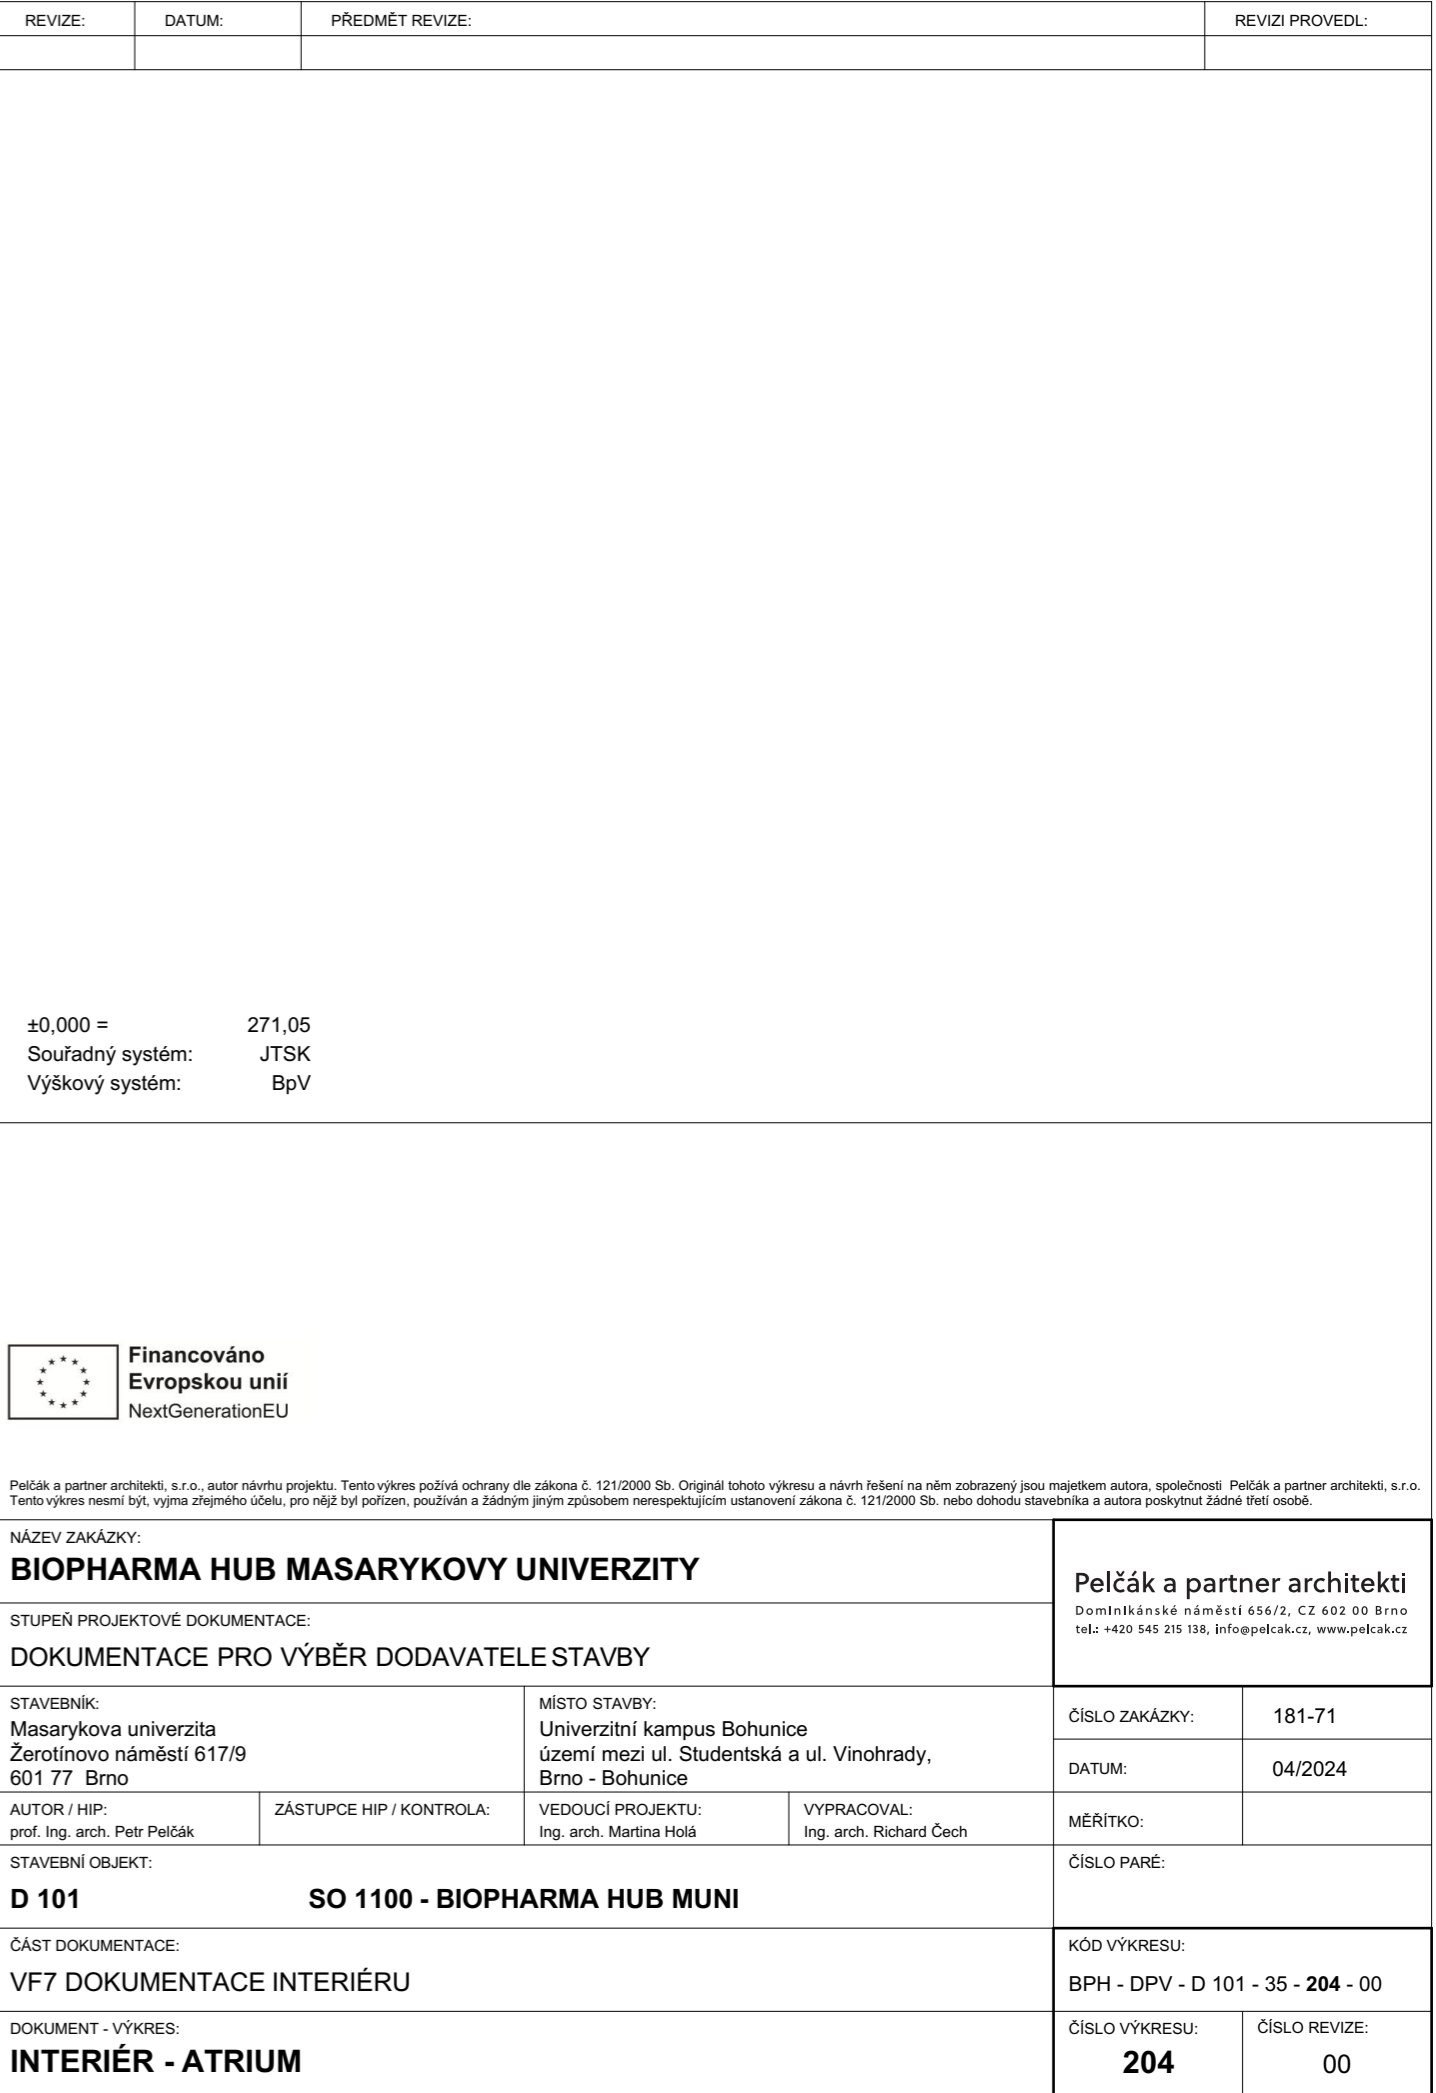 REVIZE: DATUM: PŘEDMĚT REVIZE: REVIZI PROVEDL:
±0,000 = 271,05
Souřadný systém: JTSK
Výškový systém: BpV
Financováno
Evropskou unií
NextGenerationEU
Pelčák a partner architekti, s.r.o., autor návrhu projektu. Tento výkres požívá ochrany dle zákona č. 121/2000 Sb. Originál tohoto výkresu a návrh řešení na něm zobrazený jsou majetkem autora, společnosti Pelčák a partner architekti, s.r.o.
Tento výkres nesmí být, vyjma zřejmého účelu, pro nějž byl pořízen, používán a žádným jiným způsobem nerespektujícím ustanovení zákona č. 121/2000 Sb. nebo dohodu stavebníka a autora poskytnut žádné třetí osobě.
NÁZEV ZAKÁZKY:
BIOPHARMA HUB MASARYKOVY UNIVERZITY
Pelčák a partner architekti
Dominikánské náměstí 656/2, CZ 602 00 Brno
tel.: +420 545 215 138, info@pelcak.cz, www.pelcak.cz
STUPEŇ PROJEKTOVÉ DOKUMENTACE:
DOKUMENTACE PRO VÝBĚR DODAVATELE STAVBY
STAVEBNÍK:
Masarykova univerzita
Žerotínovo náměstí 617/9
601 77 Brno
MÍSTO STAVBY:
Univerzitní kampus Bohunice
území mezi ul. Studentská a ul. Vinohrady,
Brno - Bohunice
ČÍSLO ZAKÁZKY: 181-71
DATUM: 04/2024
AUTOR / HIP:
prof. Ing. arch. Petr Pelčák
ZÁSTUPCE HIP / KONTROLA:
VEDOUCÍ PROJEKTU:
Ing. arch. Martina Holá
VYPRACOVAL:
Ing. arch. Richard Čech
MĚŘÍTKO:
STAVEBNÍ OBJEKT:
D 101 SO 1100 - BIOPHARMA HUB MUNI
ČÍSLO PARÉ:
ČÁST DOKUMENTACE:
VF7 DOKUMENTACE INTERIÉRU
KÓD VÝKRESU:
BPH - DPV - D 101 - 35 - 204 - 00
DOKUMENT - VÝKRES:
INTERIÉR - ATRIUM
ČÍSLO VÝKRESU:
204
ČÍSLO REVIZE:
00